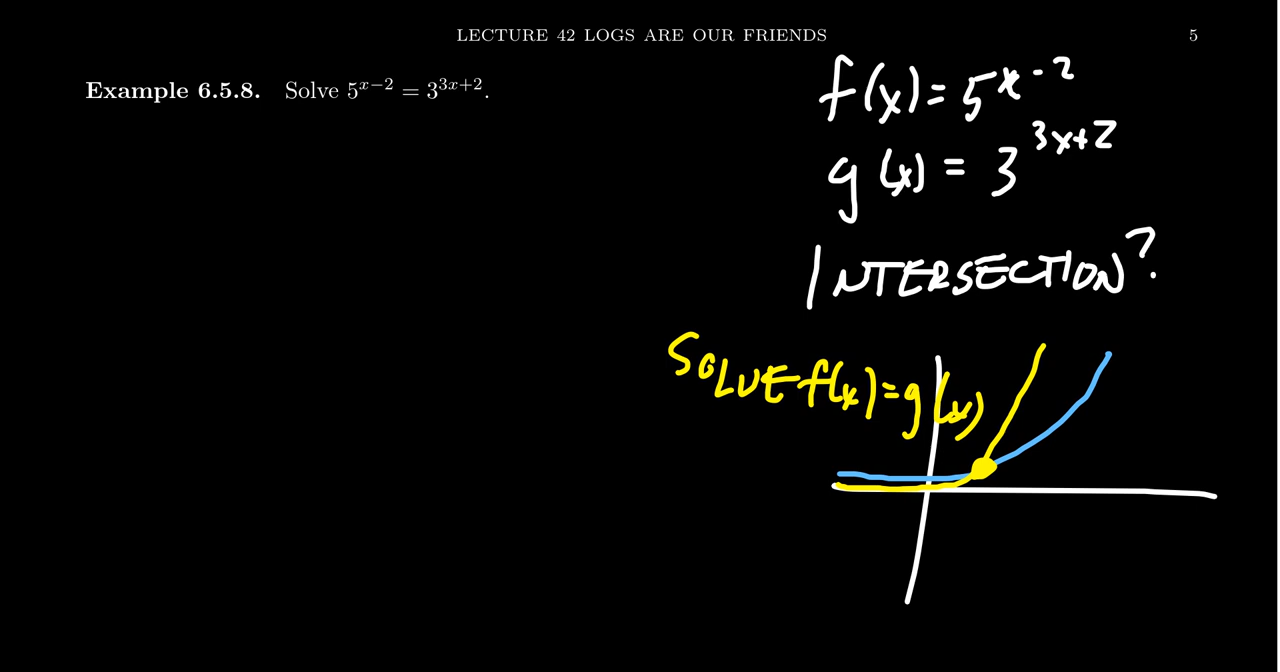 LECTURE 42 LOGS ARE OUR FRIENDS 5
Example 6.5.8. Solve 5^{x−2} = 3^{3x+2}.
f(x) = 5^{x-2}
g(x) = 3^{3x+2}
INTERSECTION?
SOLVE f(x) = g(x)